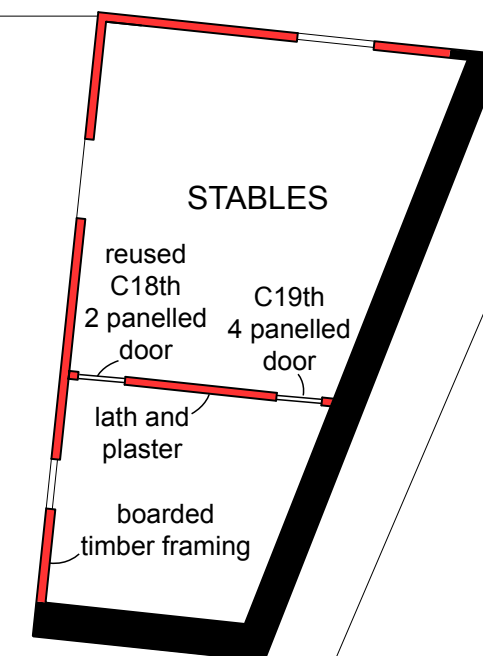 STABLES
reused
C18th
2 panelled
door
C19th
4 panelled
door
lath and
plaster
boarded
timber framing